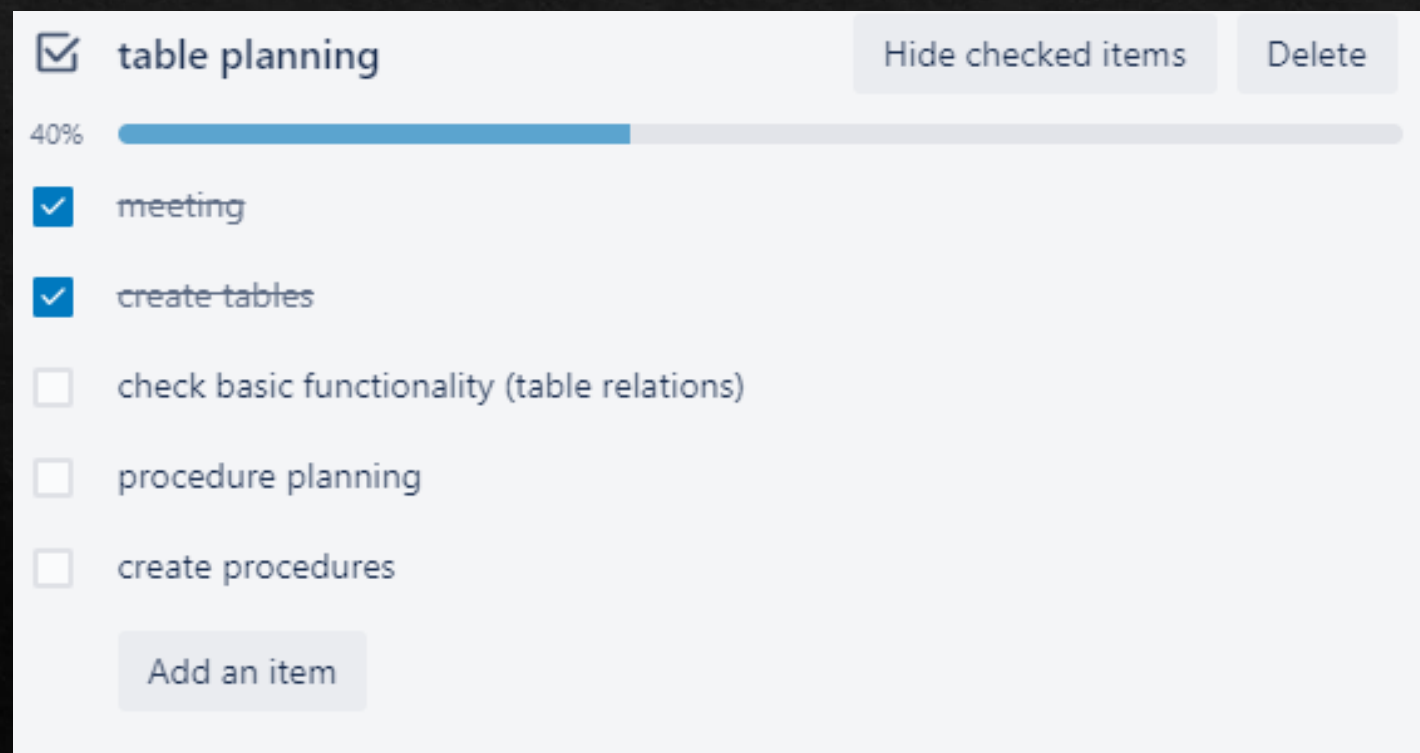 table planning Hide checked items Delete
40%
meeting
create tables
check basic functionality (table relations)
procedure planning
create procedures
Add an item